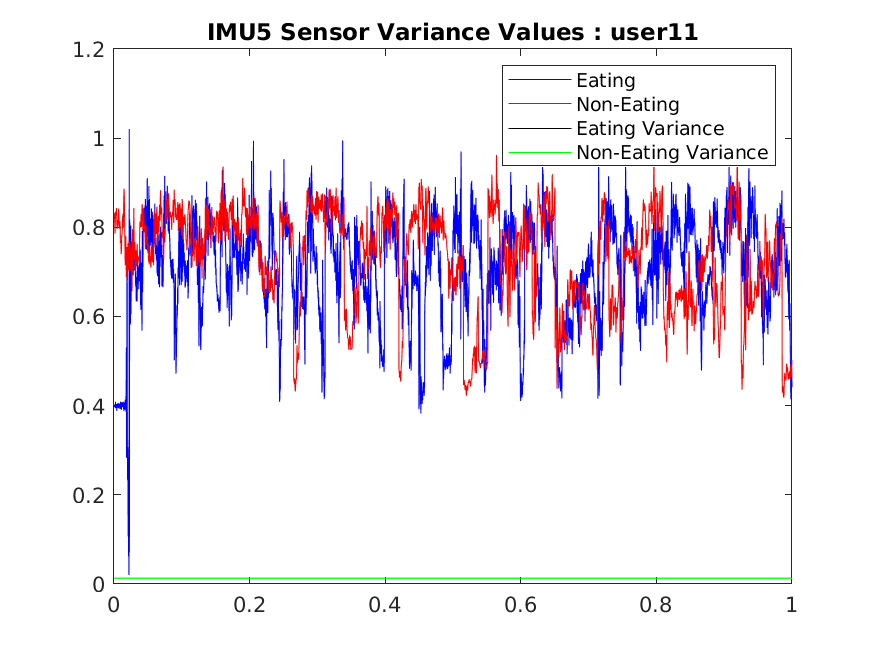 IMU5 Sensor Variance Values : user11
1.2
1
0.8
0.6
0.4
0.2
0
Eating
Non-Eating
Eating Variance
Non-Eating Variance
0 0.2 0.4 0.6 0.8 1